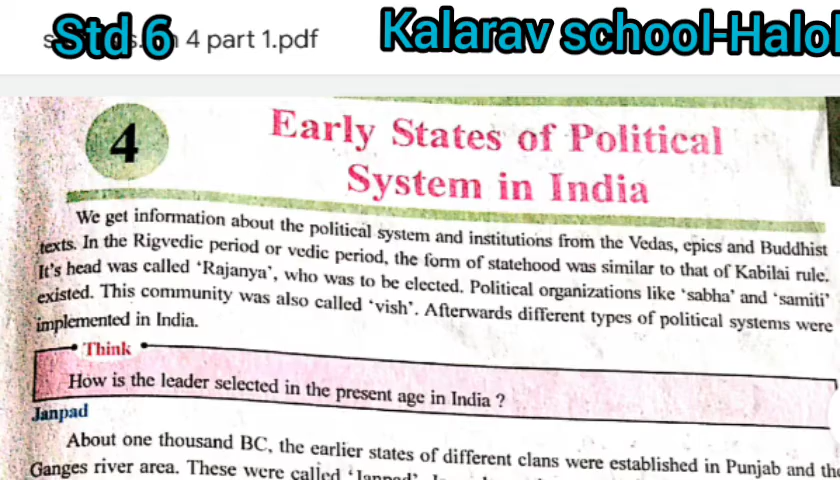 Std 6
4 part 1.pdf
Kalarav school-Halol
4
Early States of Political
System in India
We get information about the political system and institutions from the Vedas, epics and Buddhist
texts. In the Rigvedic period or vedic period, the form of statehood was similar to that of Kabilai rule.
It's head was called ‘Rajanya’, who was to be elected. Political organizations like ‘sabha’ and ‘samiti’
existed. This community was also called ‘vish’. Afterwards different types of political systems were
implemented in India.
Think
How is the leader selected in the present age in India ?
Janpad
About one thousand BC, the earlier states of different clans were established in Punjab and the
Ganges river area. These were called ‘Janpad’.